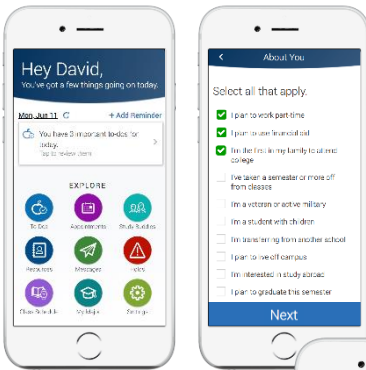 Hey David,
You've got a few things going on today.
Mon, Jun 11
+ Add Reminder
You have 3 important to-dos for
today.
Tap to review them
EXPLORE
To Dos
Appointments
Study Buddies
Resources
Messages
Holds
Class Schedule
My Major
Settings
About You
Select all that apply.
I plan to work part-time
I plan to use financial aid
I'm the first in my family to attend
college
I've taken a semester or more off
from classes
I'm a veteran or active military
I'm a student with children
I'm transferring from another school
I plan to live off campus
I'm interested in study abroad
I plan to graduate this semester
Next